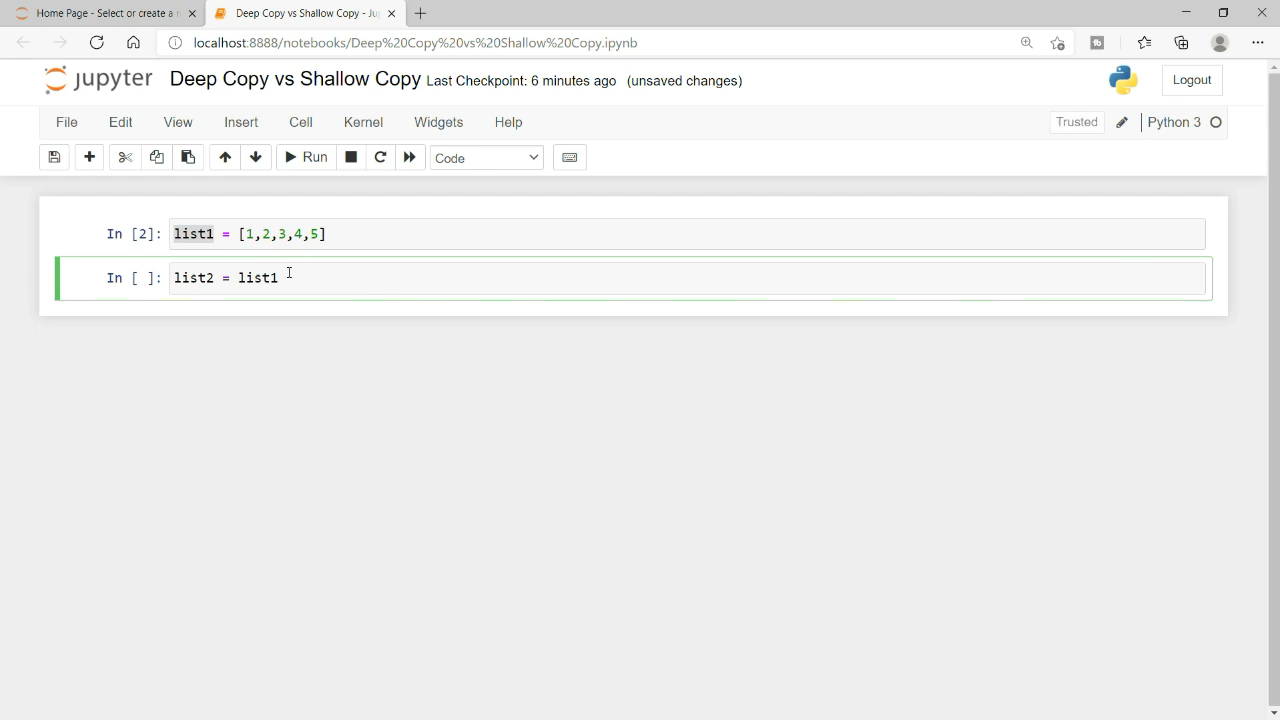 Home Page - Select or create a n
Deep Copy vs Shallow Copy - Ju
localhost:8888/notebooks/Deep%20Copy%20vs%20Shallow%20Copy.ipynb
jupyter Deep Copy vs Shallow Copy Last Checkpoint: 6 minutes ago (unsaved changes)
Logout
File Edit View Insert Cell Kernel Widgets Help
Trusted Python 3
Run Code
In [2]: list1 = [1,2,3,4,5]
In [ ]: list2 = list1